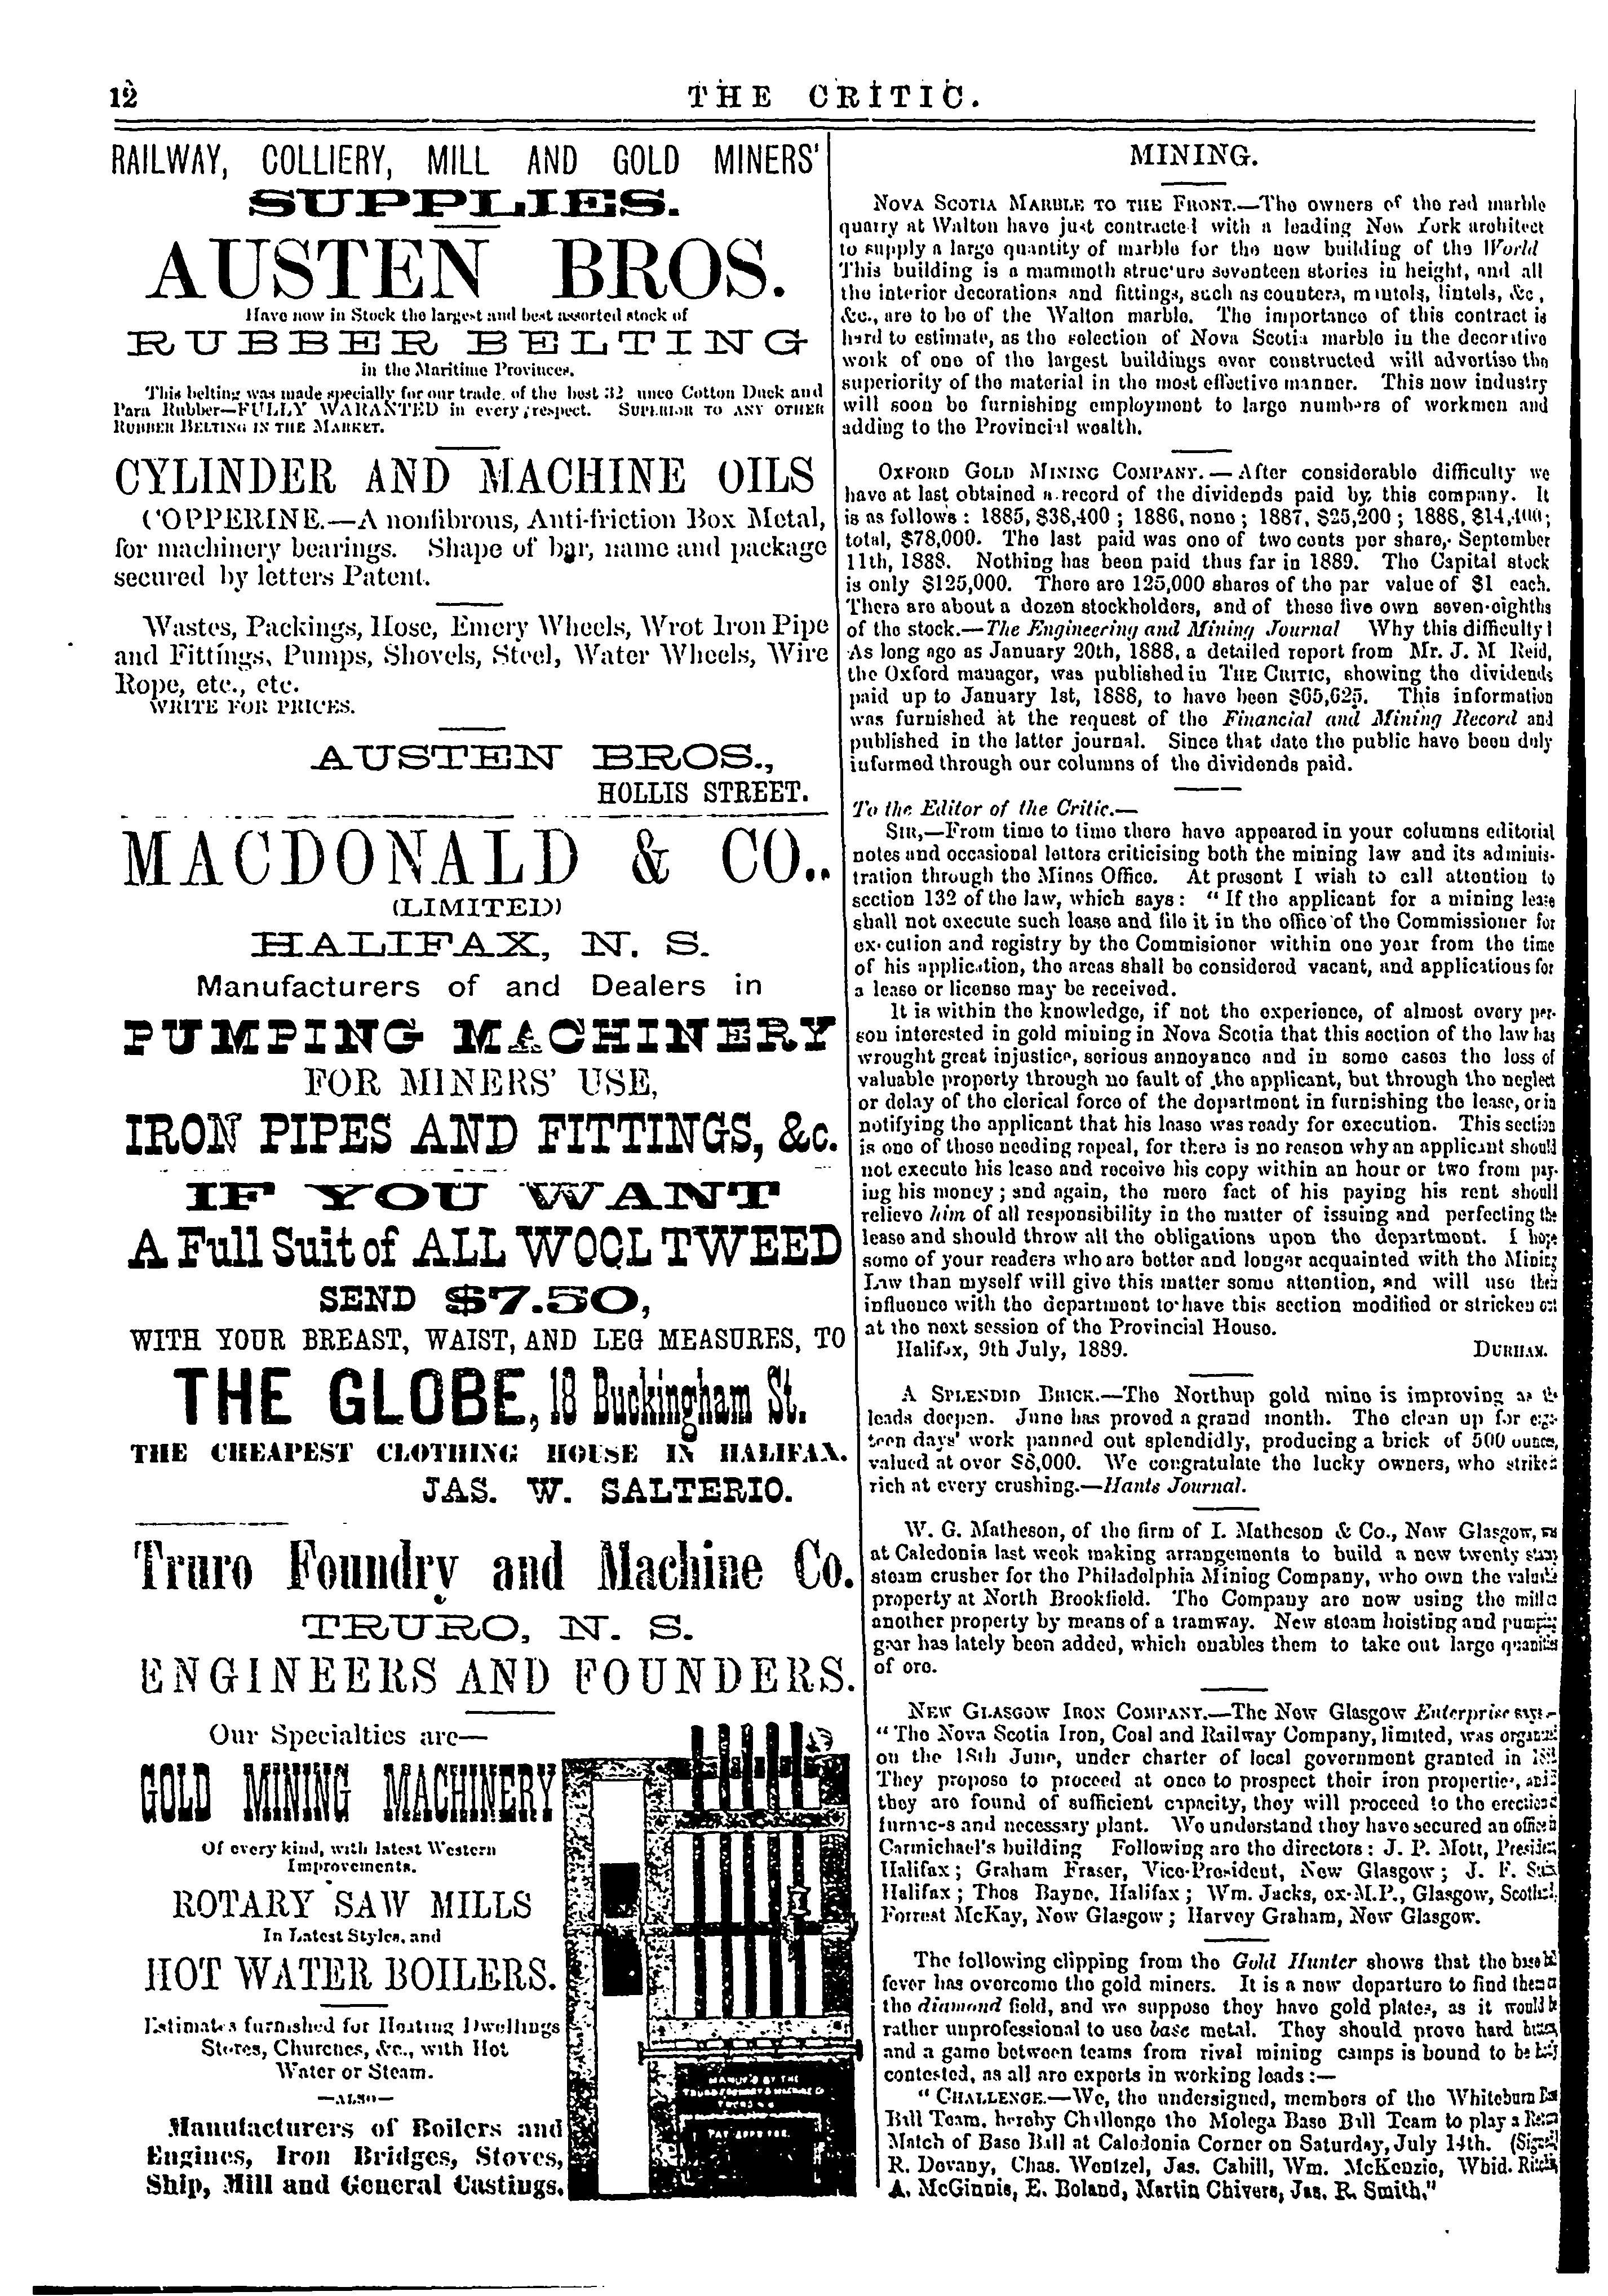 12
THE CRITIC.
RAILWAY, COLLIERY, MILL AND GOLD MINERS'
SUPPLIES.
AUSTEN BROS.
Have now in Stock the largest and best assorted stock of
RUBBER BELTING
in the Maritime Provinces.
This belting was made specially for our trade, of the best 32 unce Cotton Duck and
Para Rubber—FULLY WARANTED in every respect. SUPERIOR TO ANY OTHER
RUBBER BELTING IN THE MARKET.
CYLINDER AND MACHINE OILS
COPPERINE.—A nonfibrous, Anti-friction Box Metal,
for machinery bearings. Shape of bar, name and package
secured by letters Patent.
Wastes, Packings, Hose, Emery Wheels, Wrot Iron Pipe
and Fittings, Pumps, Shovels, Steel, Water Wheels, Wire
Rope, etc., etc.
WRITE FOR PRICES.
AUSTEN BROS.,
HOLLIS STREET.
MACDONALD & CO.,
(LIMITED)
HALIFAX, N. S.
Manufacturers of and Dealers in
PUMPING MACHINERY
FOR MINERS' USE,
IRON PIPES AND FITTINGS, &c.
IF YOU WANT
A Full Suit of ALL WOOL TWEED
SEND $7.50,
WITH YOUR BREAST, WAIST, AND LEG MEASURES, TO
THE GLOBE, 18 Buckingham St.
THE CHEAPEST CLOTHING HOUSE IN HALIFAX.
JAS. W. SALTERIO.
Truro Foundry and Machine Co.
TRURO, N. S.
ENGINEERS AND FOUNDERS.
Our Specialties are—
GOLD MINING MACHINERY
Of every kind, with latest Western
Improvements.
ROTARY SAW MILLS
In Latest Styles, and
HOT WATER BOILERS.
Estimates furnished for Heating Dwellings
Stores, Churches, &c., with Hot
Water or Steam.
—ALSO—
Manufacturers of Boilers and
Engines, Iron Bridges, Stoves,
Ship, Mill and General Castings.
MANUF'D BY THE
TRURO FOUNDRY & MACHINE CO
TRURO N.S.
MINING.
NOVA SCOTIA MARBLE TO THE FRONT.—The owners of the red marble
quarry at Walton have just contracted with a leading New York architect
to supply a large quantity of marble for the new building of the World
This building is a mammoth struc'ure seventeen stories in height, and all
the interior decorations and fittings, such as counters, mantels, lintels, &c,
&c., are to be of the Walton marble. The importance of this contract is
hard to estimate, as the selection of Nova Scotia marble in the decorative
work of one of the largest buildings ever constructed will advertise the
superiority of the material in the most effective manner. This new industry
will soon be furnishing employment to large numbers of workmen and
adding to the Provincial wealth.
OXFORD GOLD MINING COMPANY.—After considerable difficulty we
have at last obtained a record of the dividends paid by this company. It
is as follows: 1885, $38,400; 1886, none; 1887, $25,200; 1888, $14,400;
total, $78,000. The last paid was one of two cents per share, September
11th, 1888. Nothing has been paid thus far in 1889. The Capital stock
is only $125,000. There are 125,000 shares of the par value of $1 each.
There are about a dozen stockholders, and of these five own seven-eighths
of the stock.—The Engineering and Mining Journal Why this difficulty!
As long ago as January 20th, 1888, a detailed report from Mr. J. M Reid,
the Oxford manager, was published in THE CRITIC, showing the dividends
paid up to January 1st, 1888, to have been $65,625. This information
was furnished at the request of the Financial and Mining Record and
published in the latter journal. Since that date the public have been duly
informed through our columns of the dividends paid.
To the Editor of the Critic.—
SIR,—From time to time there have appeared in your columns editorial
notes and occasional letters criticising both the mining law and its adminis-
tration through the Mines Office. At present I wish to call attention to
section 132 of the law, which says: "If the applicant for a mining lease
shall not execute such lease and file it in the office of the Commissioner for
execution and registry by the Commisioner within one year from the time
of his application, the areas shall be considered vacant, and applications for
a lease or license may be received.
It is within the knowledge, if not the experience, of almost every per-
son interested in gold mining in Nova Scotia that this section of the law has
wrought great injustice, serious annoyance and in some cases the loss of
valuable property through no fault of the applicant, but through the neglect
or delay of the clerical force of the department in furnishing the lease, or in
notifying the applicant that his lease was ready for execution. This section
is one of those needing repeal, for there is no reason why an applicant should
not execute his lease and receive his copy within an hour or two from pay-
ing his money; and again, the mere fact of his paying his rent should
relieve him of all responsibility in the matter of issuing and perfecting the
lease and should throw all the obligations upon the department. I hope
some of your readers who are better and longer acquainted with the Mining
Law than myself will give this matter some attention, and will use their
influence with the department to have this section modified or stricken out
at the next session of the Provincial House.
Halifax, 9th July, 1889. DURHAM.
A SPLENDID BRICK.—The Northup gold mine is improving as the
leads deepen. June has proved a grand month. The clean up for eigh-
teen days' work panned out splendidly, producing a brick of 500 ounces,
valued at over $8,000. We congratulate the lucky owners, who strike it
rich at every crushing.—Hants Journal.
W. G. Matheson, of the firm of I. Matheson & Co., New Glasgow, was
at Caledonia last week making arrangements to build a new twenty stamp
steam crusher for the Philadelphia Mining Company, who own the valuable
property at North Brookfield. The Company are now using the mill
another property by means of a tramway. New steam hoisting and pumping
gear has lately been added, which enables them to take out large quantities
of ore.
NEW GLASGOW IRON COMPANY.—The New Glasgow Enterprise says:—
"The Nova Scotia Iron, Coal and Railway Company, limited, was organized
on the 18th June, under charter of local government granted in
They propose to proceed at once to prospect their iron properties, and if
they are found of sufficient capacity, they will proceed to the erection of
furnaces and necessary plant. We understand they have secured an office in
Carmichael's building Following are the directors: J. P. Mott, President,
Halifax; Graham Fraser, Vice-President, New Glasgow; J. F.
Halifax; Thos Bayne, Halifax; Wm. Jacks, ex-M.P., Glasgow, Scotland,
Forrest McKay, New Glasgow; Harvey Graham, New Glasgow.
The following clipping from the Gold Hunter shows that the base ball
fever has overcome the gold miners. It is a new departure to find them on
the diamond field, and we suppose they have gold plates, as it would be
rather unprofessional to use base metal. They should prove hard
and a game between teams from rival mining camps is bound to be
contested, as all are experts in working leads:—
"CHALLENGE.—We, the undersigned, members of the Whiteburn Base
Ball Team, hereby Challenge the Molega Base Ball Team to play a Return
Match of Base Ball at Caledonia Corner on Saturday, July 14th. (Signed)
R. Devany, Chas. Wentzel, Jas. Cahill, Wm. McKenzie, Whid.
A. McGinnis, E. Boland, Martin Chivers, Jas. R. Smith."